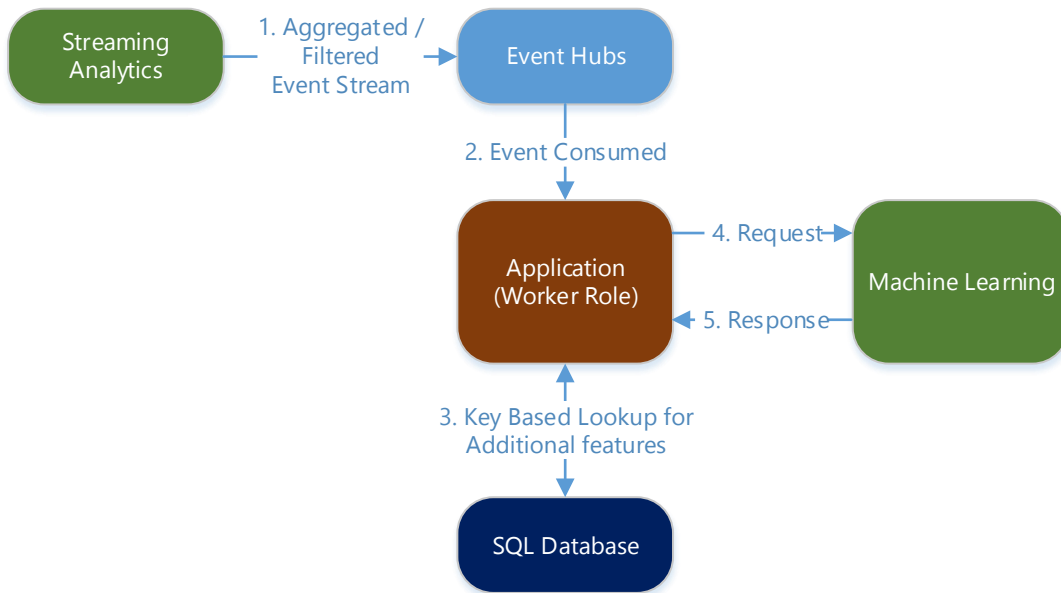 Streaming
Analytics
1. Aggregated /
Filtered
Event Stream
Event Hubs
2. Event Consumed
Application
(Worker Role)
4. Request
Machine Learning
5. Response
3. Key Based Lookup for
Additional features
SQL Database